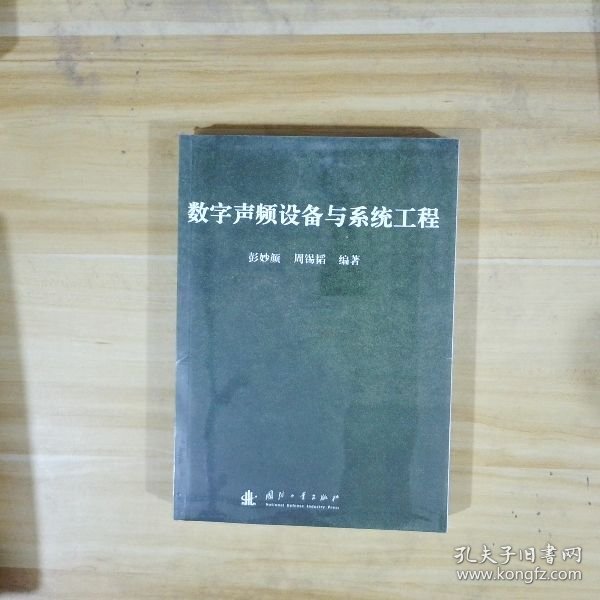 数字声频设备与系统工程
彭妙颜 周锡韬 编著
国防工业出版社
National Defense Industry Press
孔夫子旧书网
www.kongfz.com